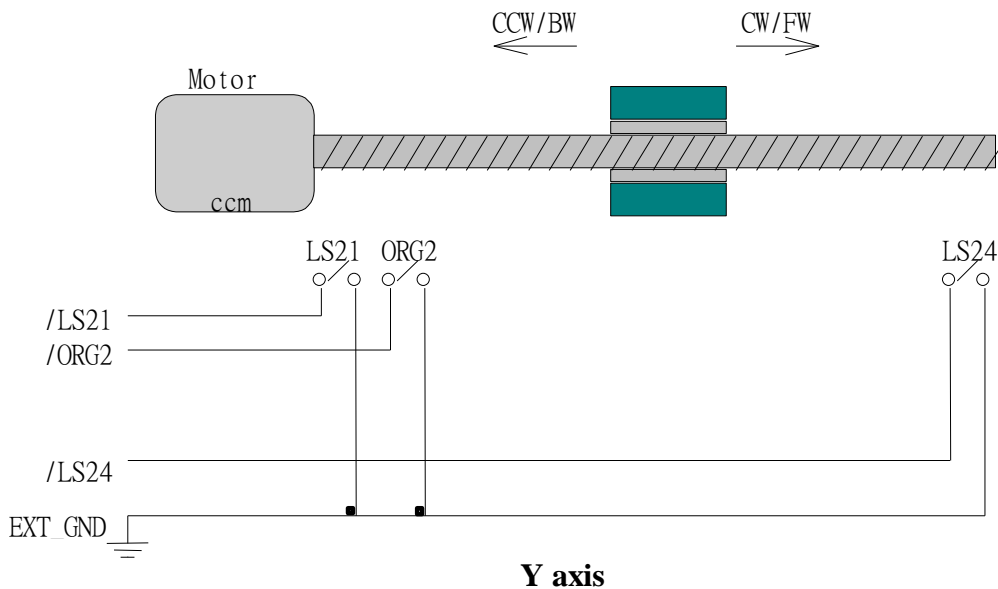 CCW/BW CW/FW
Motor
ccm
LS21 ORG2 LS24
/LS21
/ORG2
/LS24
EXT_GND
Y axis